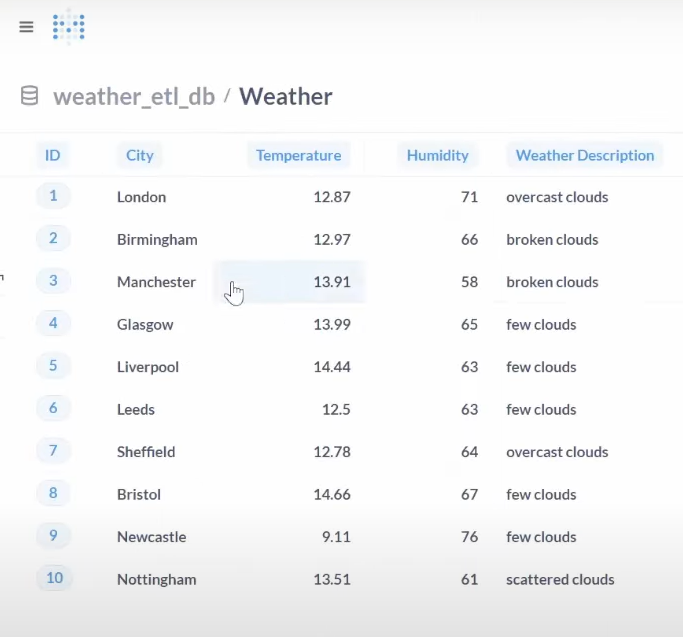 weather_etl_db / Weather
ID City Temperature Humidity Weather Description
1 London 12.87 71 overcast clouds
2 Birmingham 12.97 66 broken clouds
3 Manchester 13.91 58 broken clouds
4 Glasgow 13.99 65 few clouds
5 Liverpool 14.44 63 few clouds
6 Leeds 12.5 63 few clouds
7 Sheffield 12.78 64 overcast clouds
8 Bristol 14.66 67 few clouds
9 Newcastle 9.11 76 few clouds
10 Nottingham 13.51 61 scattered clouds